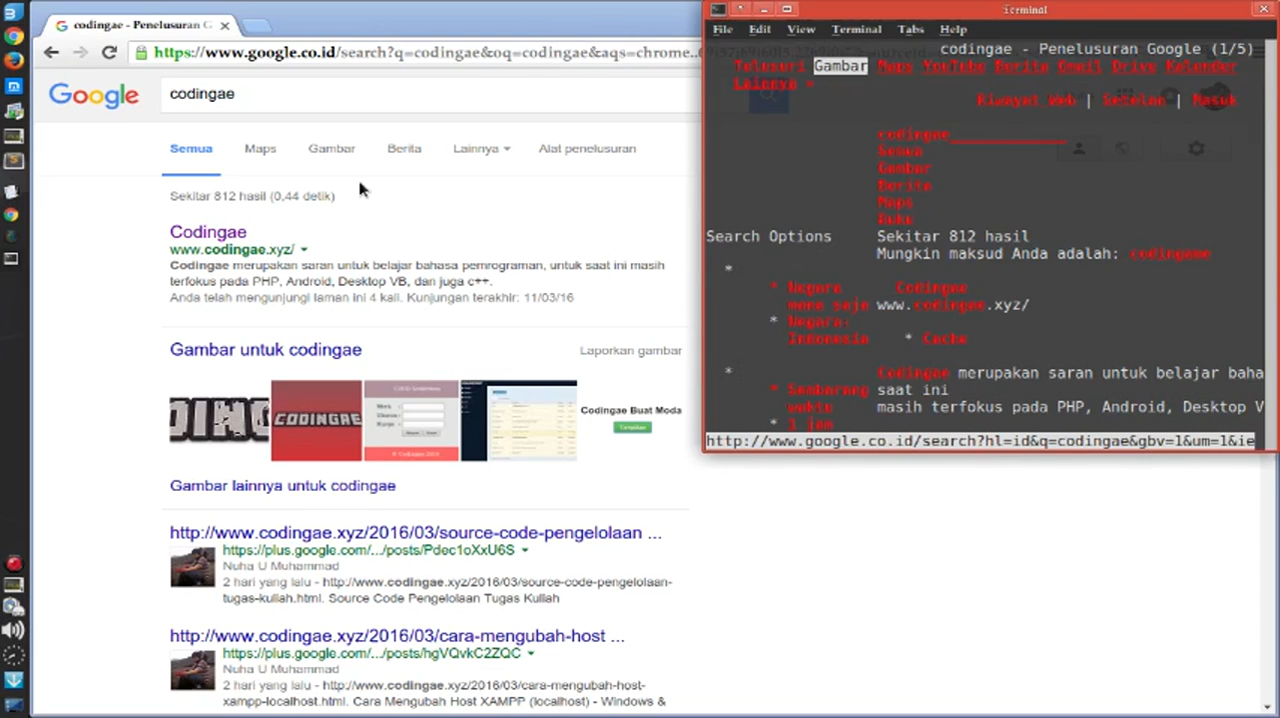 codingae - Penelusuran G
https://www.google.co.id/search?q=codingae&oq=codingae&aqs=chrome..
Google
codingae
Semua Maps Gambar Berita Lainnya Alat penelusuran
Sekitar 812 hasil (0,44 detik)
Codingae
www.codingae.xyz/
Codingae merupakan saran untuk belajar bahasa pemrograman, untuk saat ini masih
terfokus pada PHP, Android, Desktop VB, dan juga c++.
Anda telah mengunjungi laman ini 4 kali. Kunjungan terakhir: 11/03/16
Gambar untuk codingae
Laporkan gambar
CODINGAE
Codingae Buat Moda
Gambar lainnya untuk codingae
http://www.codingae.xyz/2016/03/source-code-pengelolaan ...
https://plus.google.com/.../posts/Pdec1oXxU6S
Nuha U Muhammad
2 hari yang lalu - http://www.codingae.xyz/2016/03/source-code-pengelolaan-
tugas-kuliah.html. Source Code Pengelolaan Tugas Kuliah
http://www.codingae.xyz/2016/03/cara-mengubah-host ...
https://plus.google.com/.../posts/hgVQvkC2ZQC
Nuha U Muhammad
2 hari yang lalu - http://www.codingae.xyz/2016/03/cara-mengubah-host-
xampp-localhost.html. Cara Mengubah Host XAMPP (localhost) - Windows &
Terminal
File Edit View Terminal Tabs Help
codingae - Penelusuran Google (1/5)
Telusuri Gambar Maps YouTube Berita Gmail Drive Kalender
Lainnya »
Riwayat Web | Setelan | Masuk
codingae
Semua
Gambar
Berita
Maps
Buku
Search Options Sekitar 812 hasil
Mungkin maksud Anda adalah: codingame
*
* Negara Codingae
mana saja www.codingae.xyz/
* Negara:
Indonesia * Cache
* Codingae merupakan saran untuk belajar baha
* Sembarang saat ini
waktu masih terfokus pada PHP, Android, Desktop V
* 1 jam
http://www.google.co.id/search?hl=id&q=codingae&gbv=1&um=1&ie